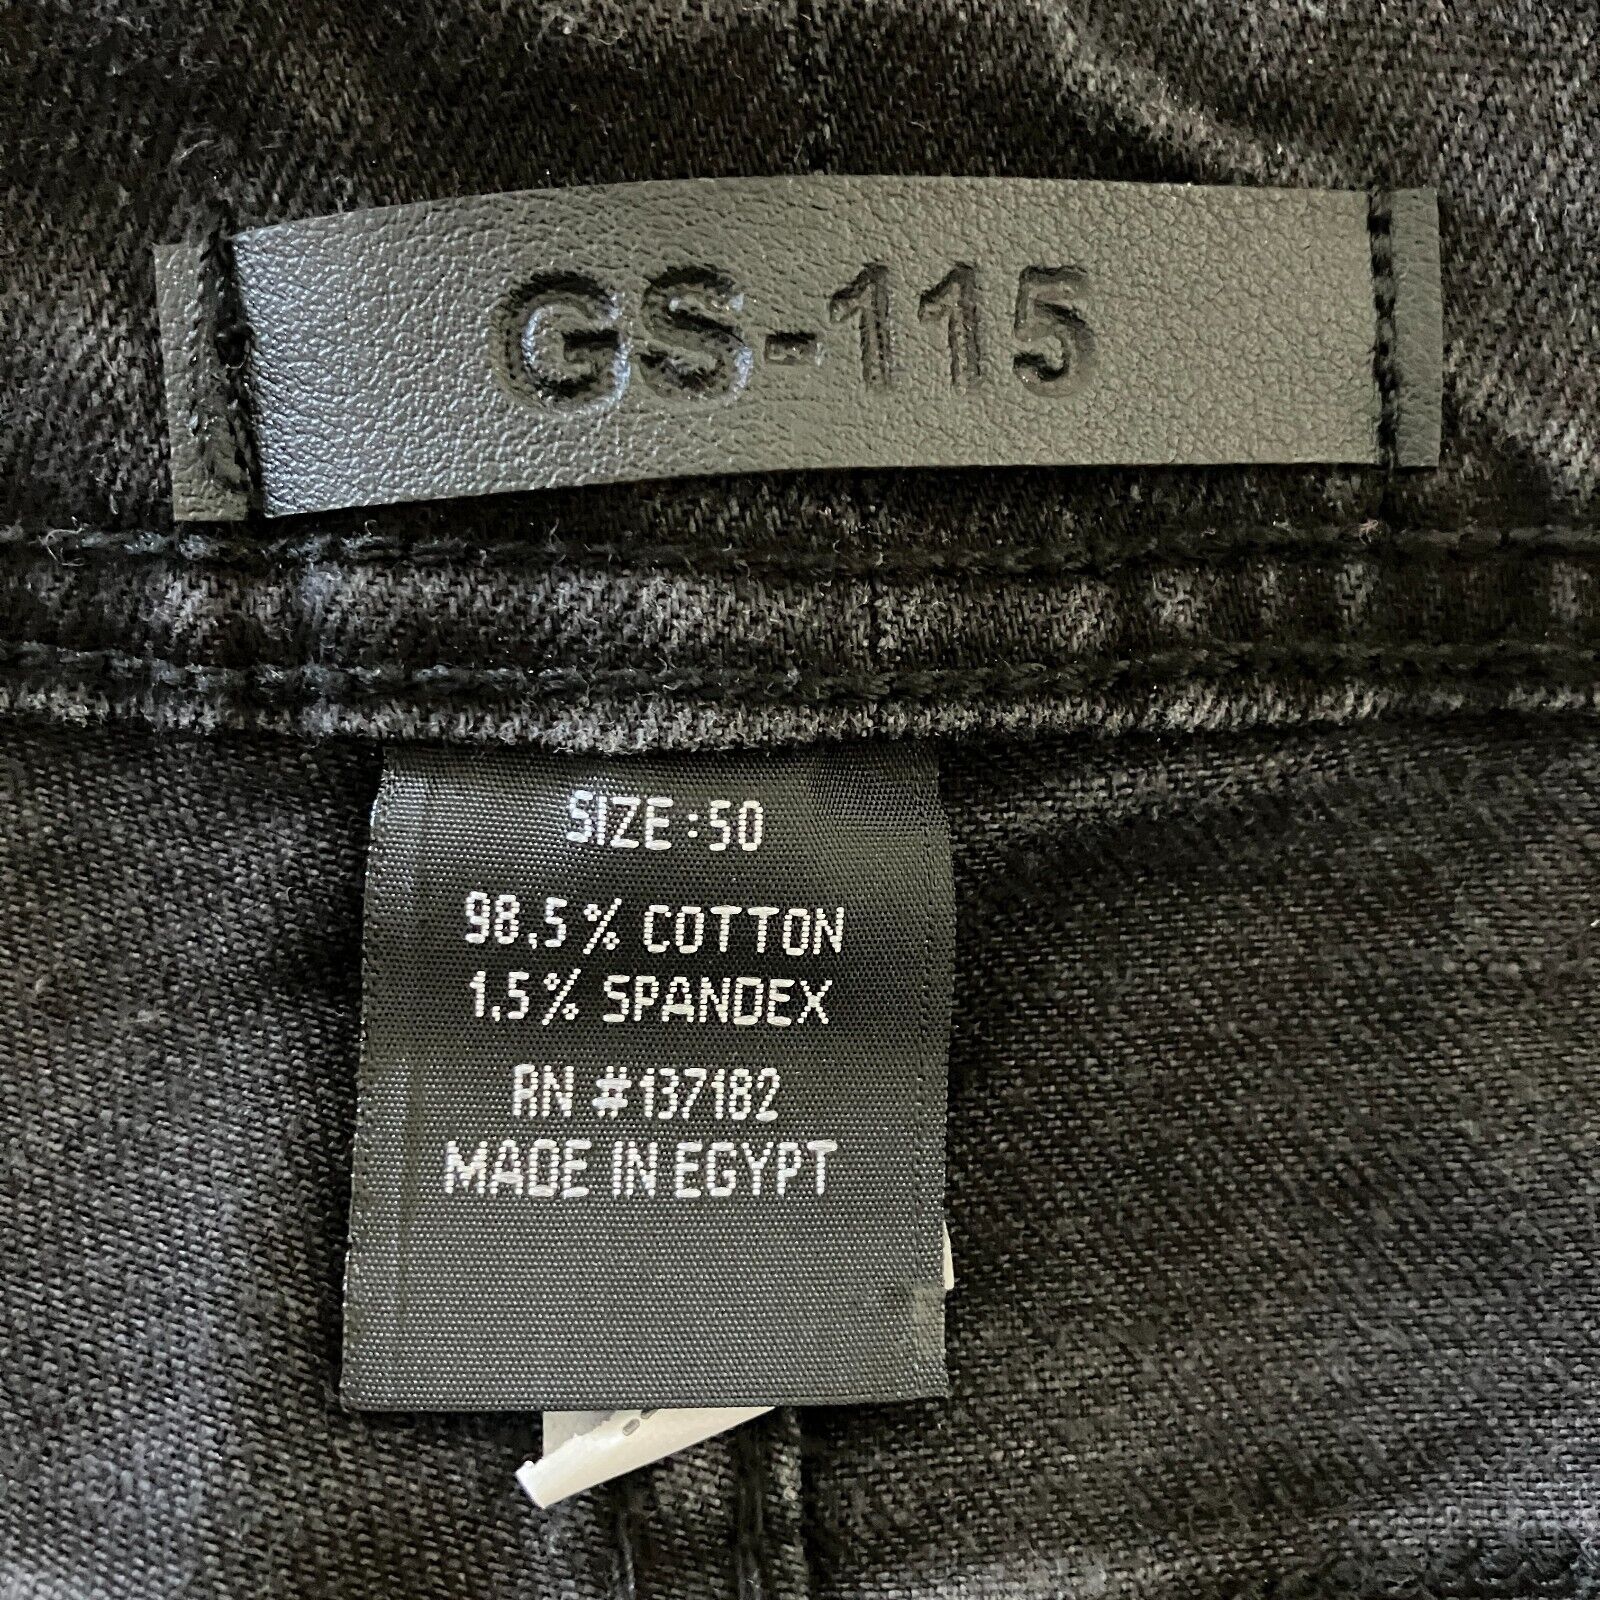 GS-115
SIZE:50
98.5% COTTON
1.5% SPANDEX
RN #137182
MADE IN EGYPT